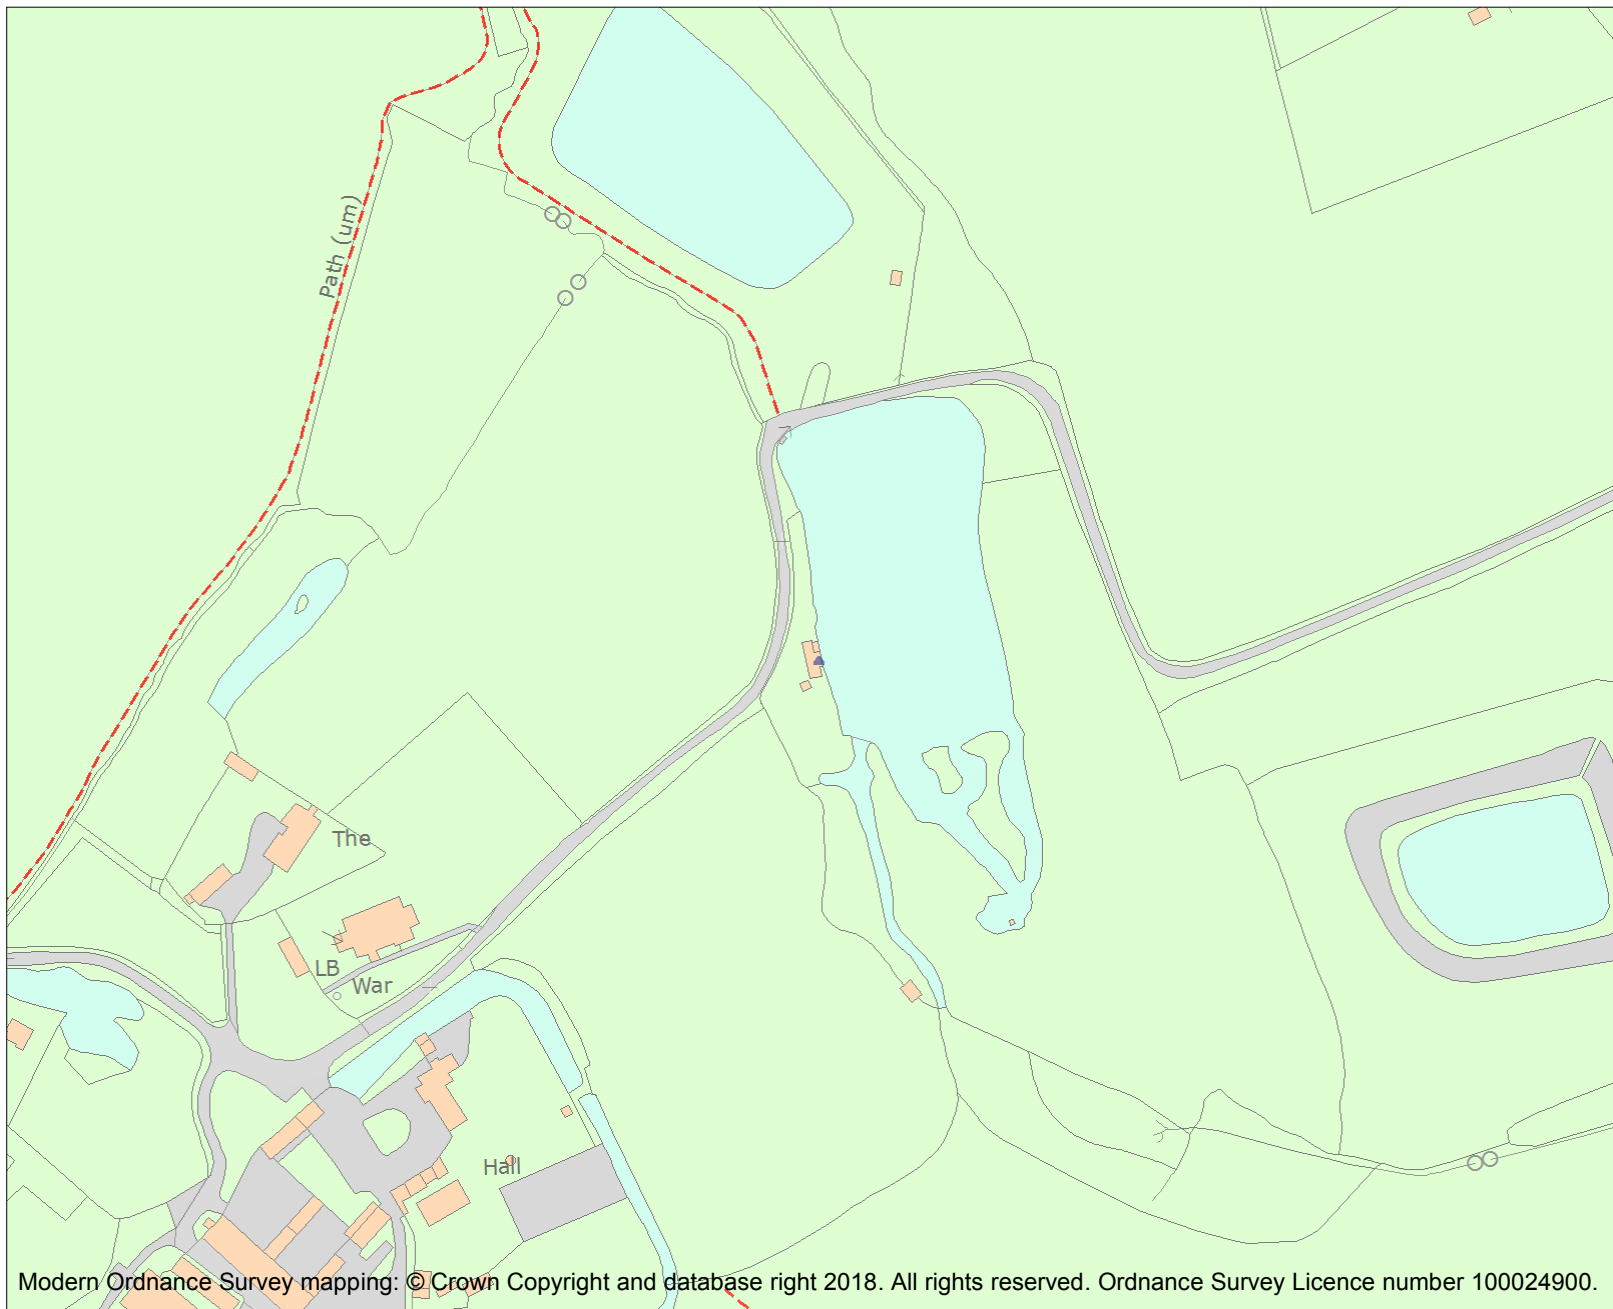 Path (um)
The
LB
War
Hall
Modern Ordnance Survey mapping: © Crown Copyright and database right 2018. All rights reserved. Ordnance Survey Licence number 100024900.